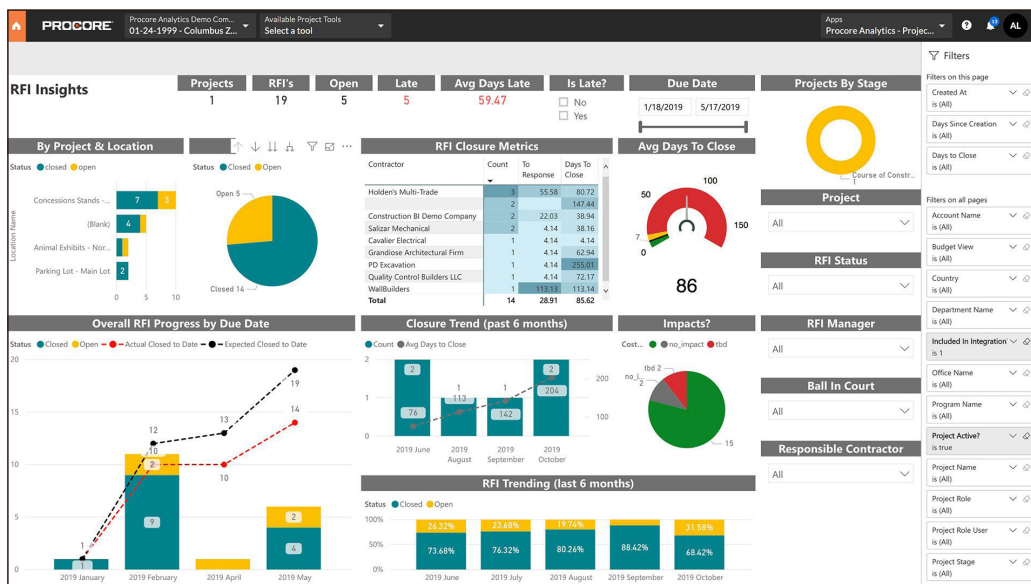 PROCORE
Procore Analytics Demo Com...
01-24-1999 - Columbus Z...
Available Project Tools
Select a tool
Apps
Procore Analytics - Projec...
13
AL
RFI Insights
Projects
1
RFI's
19
Open
5
Late
5
Avg Days Late
59.47
Is Late?
No
Yes
Due Date
1/18/2019
5/17/2019
Projects By Stage
Course of Constr...
1
By Project & Location
Status closed open
Location Name
Concessions Stands -...
7
3
(Blank)
4
Animal Exhibits - Nor...
Parking Lot - Main Lot
2
0 5 10
Status Closed Open
Open 5
Closed 14
RFI Closure Metrics
Contractor Count To Response Days To Close
Holden's Multi-Trade 3 55.58 80.72
2 147.44
Construction BI Demo Company 2 22.03 38.94
Salizar Mechanical 2 4.14 38.16
Cavalier Electrical 1 4.14 4.14
Grandiose Architectural Firm 1 4.14 62.94
PD Excavation 1 4.14 255.01
Quality Control Builders LLC 1 4.14 72.17
WallBuilders 1 113.13 113.14
Total 14 28.91 85.62
Avg Days To Close
0
7
50
100
150
86
Project
All
RFI Status
All
RFI Manager
All
Ball In Court
All
Responsible Contractor
All
Overall RFI Progress by Due Date
Status Closed Open Actual Closed to Date Expected Closed to Date
20
15
10
5
0
1
1
12
10
2
9
13
10
19
14
2
4
2019 January 2019 February 2019 April 2019 May
Closure Trend (past 6 months)
Count Avg Days to Close
2
1
0
200
100
2
76
1
113
1
142
2
204
2019 June
2019 August
2019 September
2019 October
Impacts?
Cost... no_impact tbd
tbd 2
no_i...
2
15
RFI Trending (last 6 months)
Status Closed Open
100%
50%
0%
26.32% 23.68% 19.74% 31.58%
73.68% 76.32% 80.26% 88.42% 68.42%
2019 June 2019 July 2019 August 2019 September 2019 October
Filters
Filters on this page
Created At
is (All)
Days Since Creation
is (All)
Days to Close
is (All)
Filters on all pages
Account Name
is (All)
Budget View
is (All)
Country
is (All)
Department Name
is (All)
Included In Integration
is 1
Office Name
is (All)
Program Name
is (All)
Project Active?
is true
Project Name
is (All)
Project Role
is (All)
Project Role User
is (All)
Project Stage
is (All)